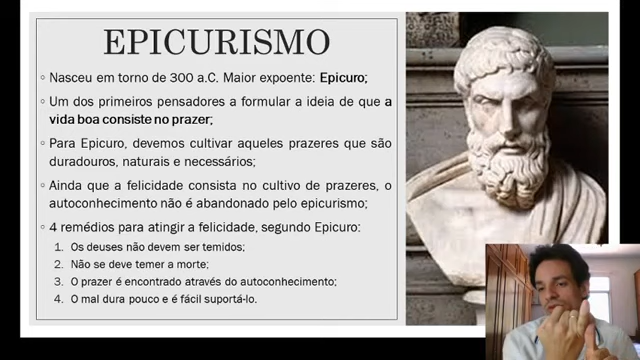 EPICURISMO
Nasceu em torno de 300 a.C. Maior expoente: Epicuro;
Um dos primeiros pensadores a formular a ideia de que a
vida boa consiste no prazer;
Para Epicuro, devemos cultivar aqueles prazeres que são
duradouros, naturais e necessários;
Ainda que a felicidade consista no cultivo de prazeres, o
autoconhecimento não é abandonado pelo epicurismo;
4 remédios para atingir a felicidade, segundo Epicuro:
1. Os deuses não devem ser temidos;
2. Não se deve temer a morte;
3. O prazer é encontrado através do autoconhecimento;
4. O mal dura pouco e é fácil suportá-lo.